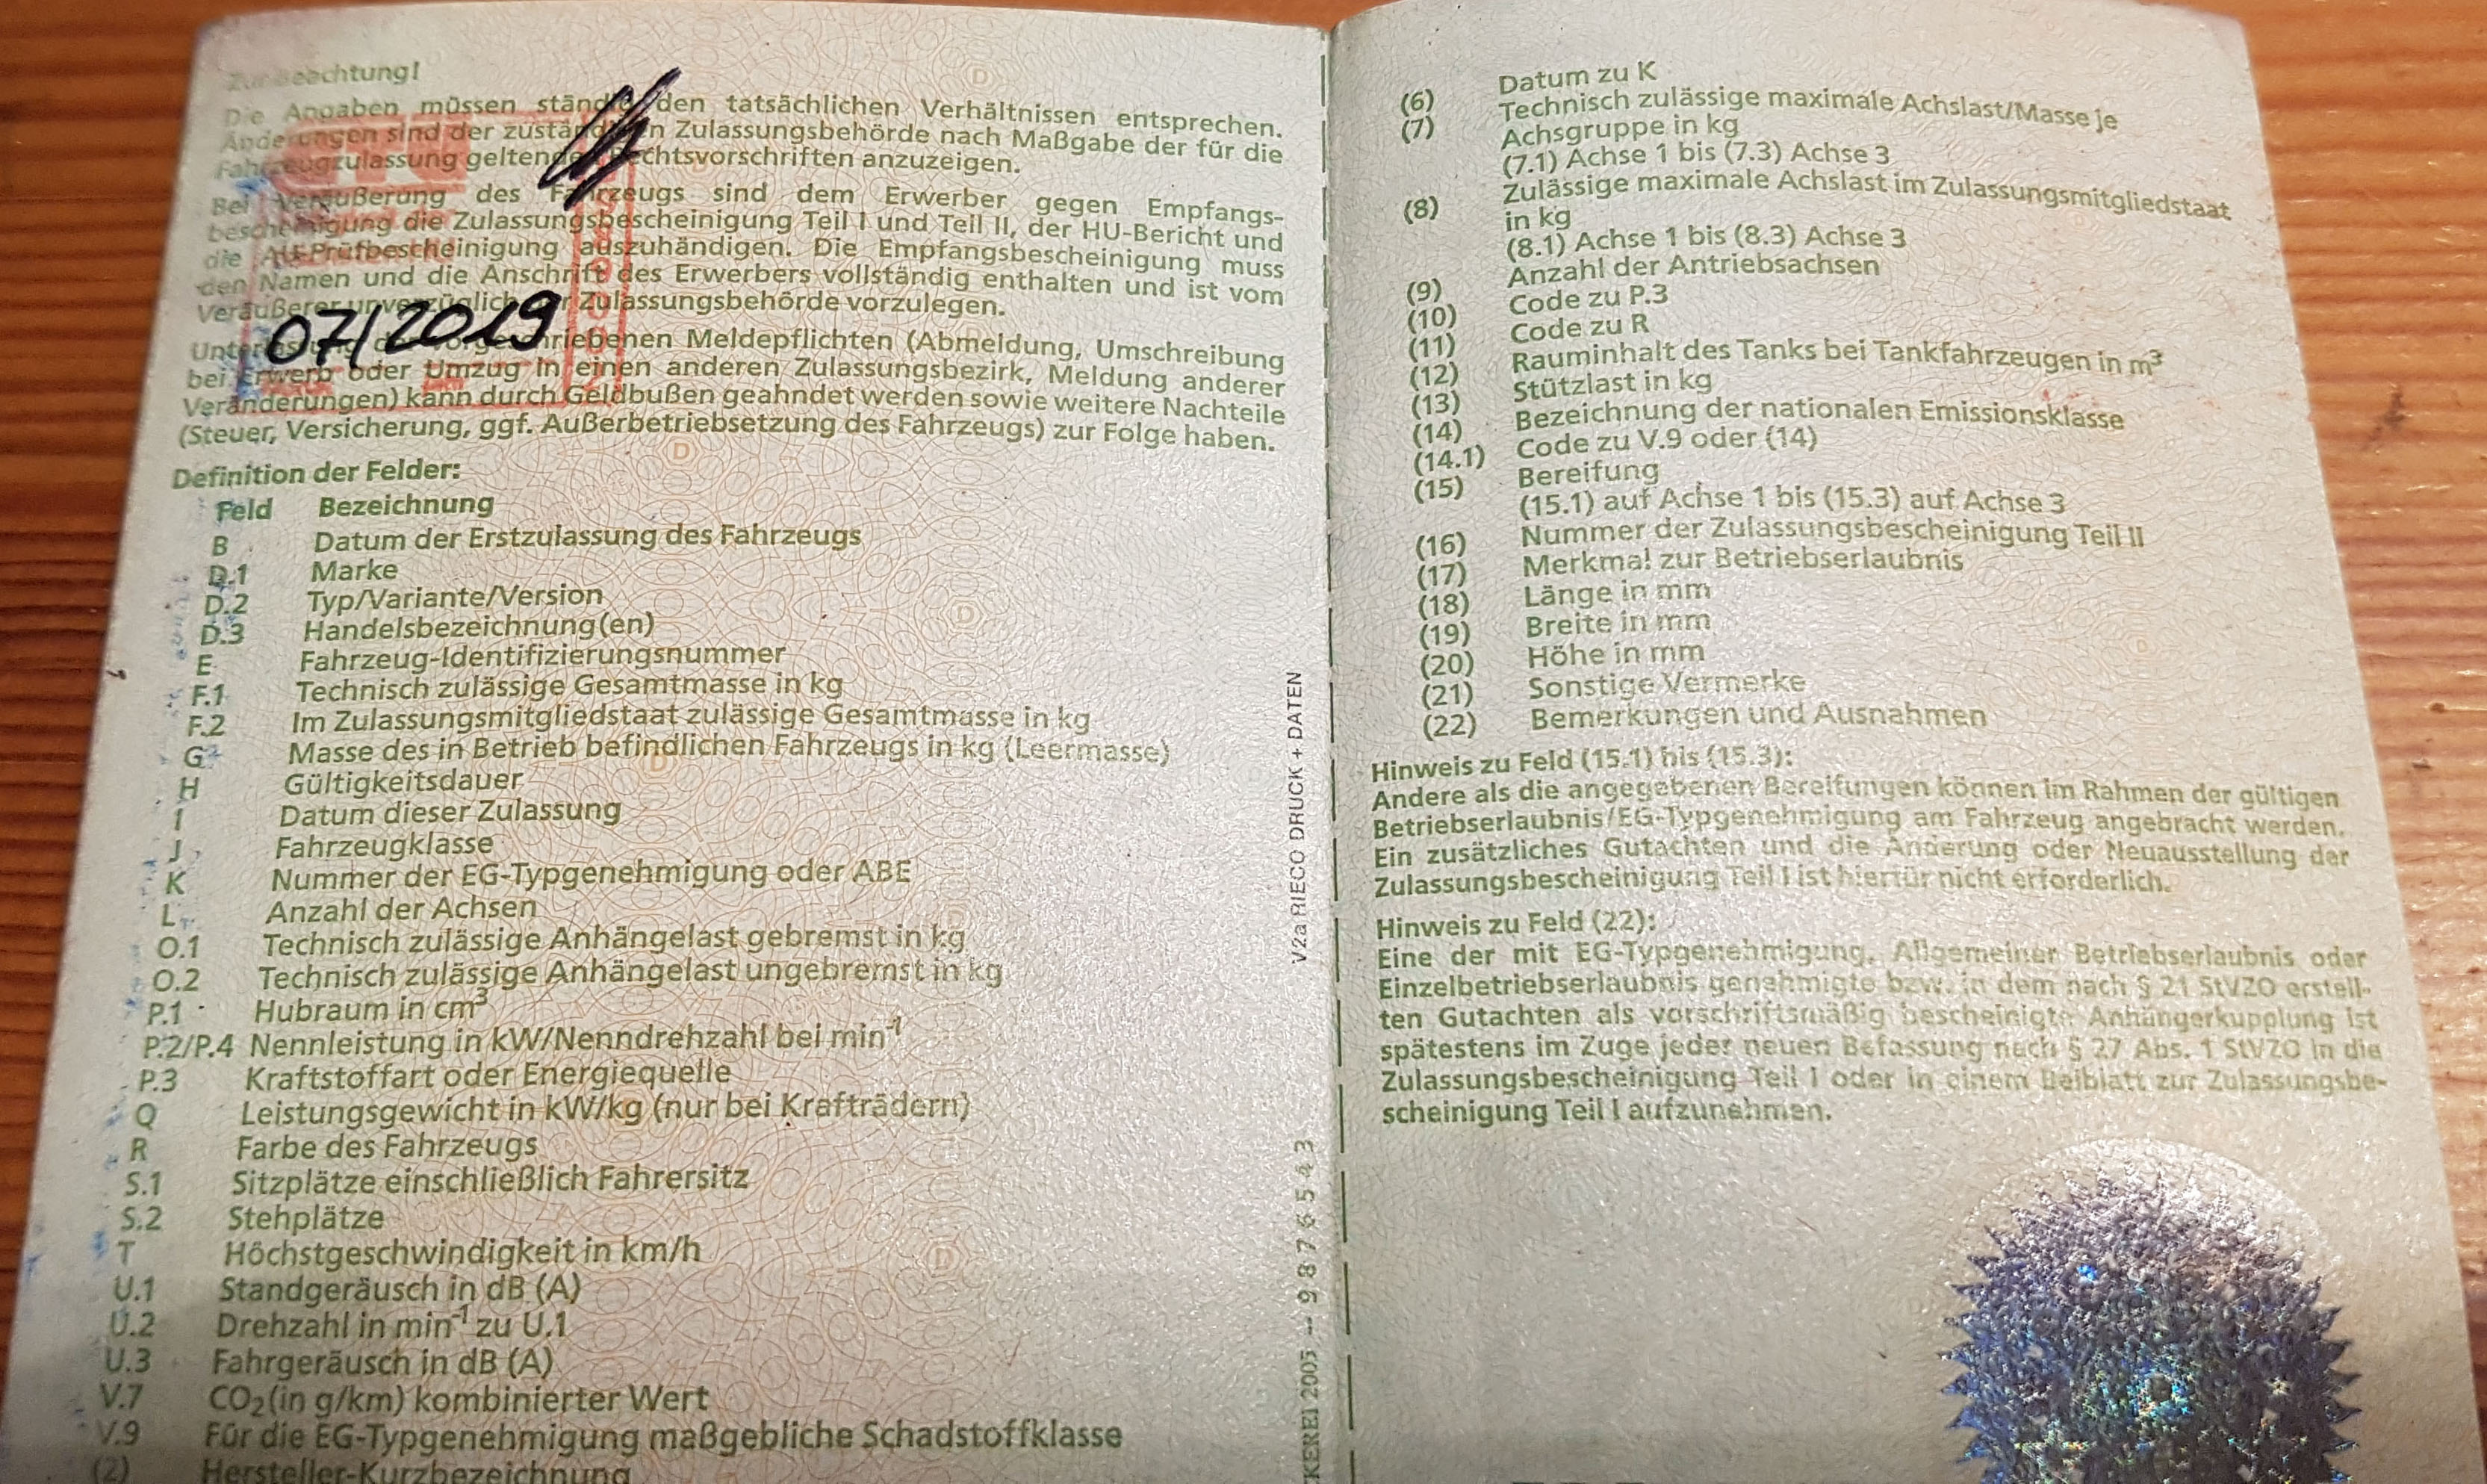 Zur Beachtung!
Die Angaben müssen ständig den tatsächlichen Verhältnissen entsprechen.
Änderungen sind der zuständigen Zulassungsbehörde nach Maßgabe der für die
Fahrzeugzulassung geltenden Rechtsvorschriften anzuzeigen.
Bei Veräußerung des Fahrzeugs sind dem Erwerber gegen Empfangs-
bescheinigung die Zulassungsbescheinigung Teil I und Teil II, der HU-Bericht und
die AU-Prüfbescheinigung auszuhändigen. Die Empfangsbescheinigung muss
den Namen und die Anschrift des Erwerbers vollständig enthalten und ist vom
Veräußerer unverzüglich der Zulassungsbehörde vorzulegen.
07/2019
Unterlassung der vorgeschriebenen Meldepflichten (Abmeldung, Umschreibung
bei Erwerb oder Umzug in einen anderen Zulassungsbezirk, Meldung anderer
Veränderungen) kann durch Geldbußen geahndet werden sowie weitere Nachteile
(Steuer, Versicherung, ggf. Außerbetriebsetzung des Fahrzeugs) zur Folge haben.
Definition der Felder:
Feld Bezeichnung
B Datum der Erstzulassung des Fahrzeugs
D.1 Marke
D.2 Typ/Variante/Version
D.3 Handelsbezeichnung(en)
E Fahrzeug-Identifizierungsnummer
F.1 Technisch zulässige Gesamtmasse in kg
F.2 Im Zulassungsmitgliedstaat zulässige Gesamtmasse in kg
G Masse des in Betrieb befindlichen Fahrzeugs in kg (Leermasse)
H Gültigkeitsdauer
I Datum dieser Zulassung
J Fahrzeugklasse
K Nummer der EG-Typgenehmigung oder ABE
L Anzahl der Achsen
O.1 Technisch zulässige Anhängelast gebremst in kg
O.2 Technisch zulässige Anhängelast ungebremst in kg
P.1 Hubraum in cm³
P.2/P.4 Nennleistung in kW/Nenndrehzahl bei min⁻¹
P.3 Kraftstoffart oder Energiequelle
Q Leistungsgewicht in kW/kg (nur bei Krafträdern)
R Farbe des Fahrzeugs
S.1 Sitzplätze einschließlich Fahrersitz
S.2 Stehplätze
T Höchstgeschwindigkeit in km/h
U.1 Standgeräusch in dB (A)
U.2 Drehzahl in min⁻¹ zu U.1
U.3 Fahrgeräusch in dB (A)
V.7 CO₂ (in g/km) kombinierter Wert
V.9 Für die EG-Typgenehmigung maßgebliche Schadstoffklasse
(2) Hersteller-Kurzbezeichnung
V2a RIECO DRUCK + DATEN
CKEREI 2005 -- 9 8 7 6 5 4 3
(6) Datum zu K
(7) Technisch zulässige maximale Achslast/Masse je
Achsgruppe in kg
(7.1) Achse 1 bis (7.3) Achse 3
(8) Zulässige maximale Achslast im Zulassungsmitgliedstaat
in kg
(8.1) Achse 1 bis (8.3) Achse 3
(9) Anzahl der Antriebsachsen
(10) Code zu P.3
(11) Code zu R
(12) Rauminhalt des Tanks bei Tankfahrzeugen in m³
(13) Stützlast in kg
(14) Bezeichnung der nationalen Emissionsklasse
(14.1) Code zu V.9 oder (14)
(15) Bereifung
(15.1) auf Achse 1 bis (15.3) auf Achse 3
(16) Nummer der Zulassungsbescheinigung Teil II
(17) Merkmal zur Betriebserlaubnis
(18) Länge in mm
(19) Breite in mm
(20) Höhe in mm
(21) Sonstige Vermerke
(22) Bemerkungen und Ausnahmen
Hinweis zu Feld (15.1) bis (15.3):
Andere als die angegebenen Bereifungen können im Rahmen der gültigen
Betriebserlaubnis/EG-Typgenehmigung am Fahrzeug angebracht werden.
Ein zusätzliches Gutachten und die Änderung oder Neuausstellung der
Zulassungsbescheinigung Teil I ist hierfür nicht erforderlich.
Hinweis zu Feld (22):
Eine der mit EG-Typgenehmigung, Allgemeiner Betriebserlaubnis oder
Einzelbetriebserlaubnis genehmigte bzw. in dem nach § 21 StVZO erstell-
ten Gutachten als vorschriftsmäßig bescheinigte Anhängerkupplung ist
spätestens im Zuge jeder neuen Befassung nach § 27 Abs. 1 StVZO in die
Zulassungsbescheinigung Teil I oder in einem Beiblatt zur Zulassungsbe-
scheinigung Teil I aufzunehmen.